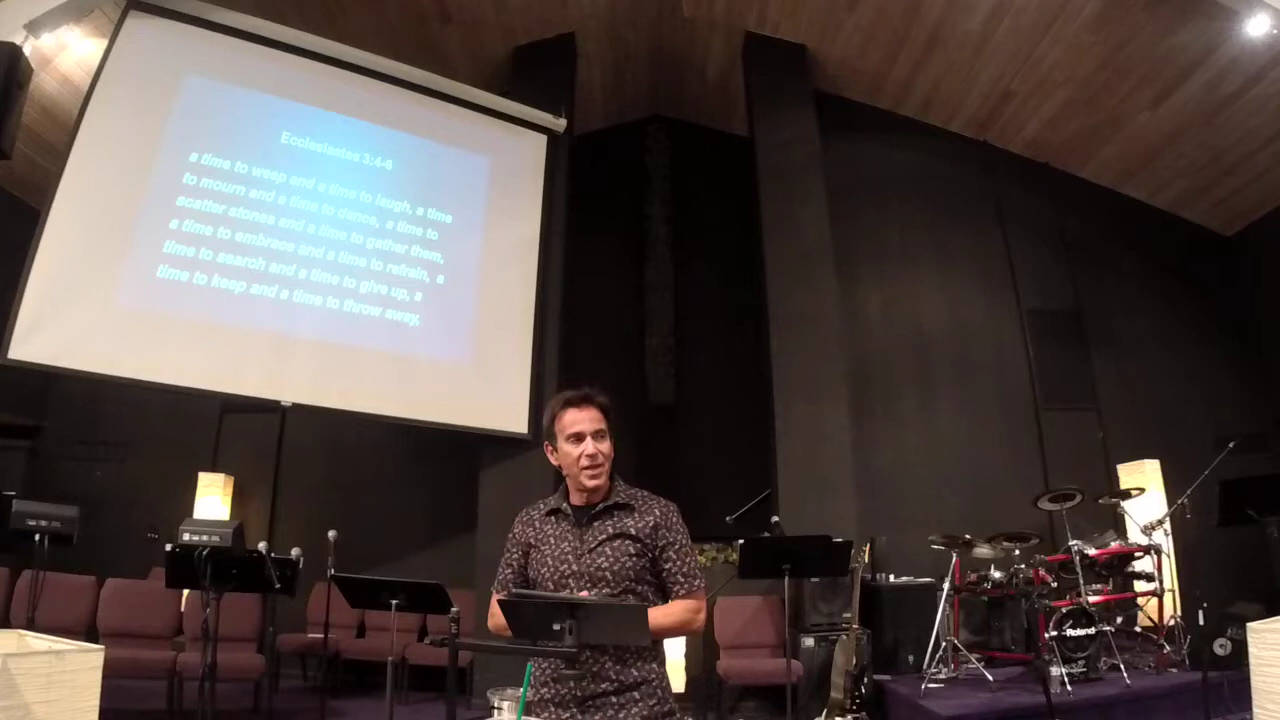 Ecclesiastes 3:4-6
a time to weep and a time to laugh, a time
to mourn and a time to dance, a time to
scatter stones and a time to gather them,
a time to embrace and a time to refrain, a
time to search and a time to give up, a
time to keep and a time to throw away,
Roland